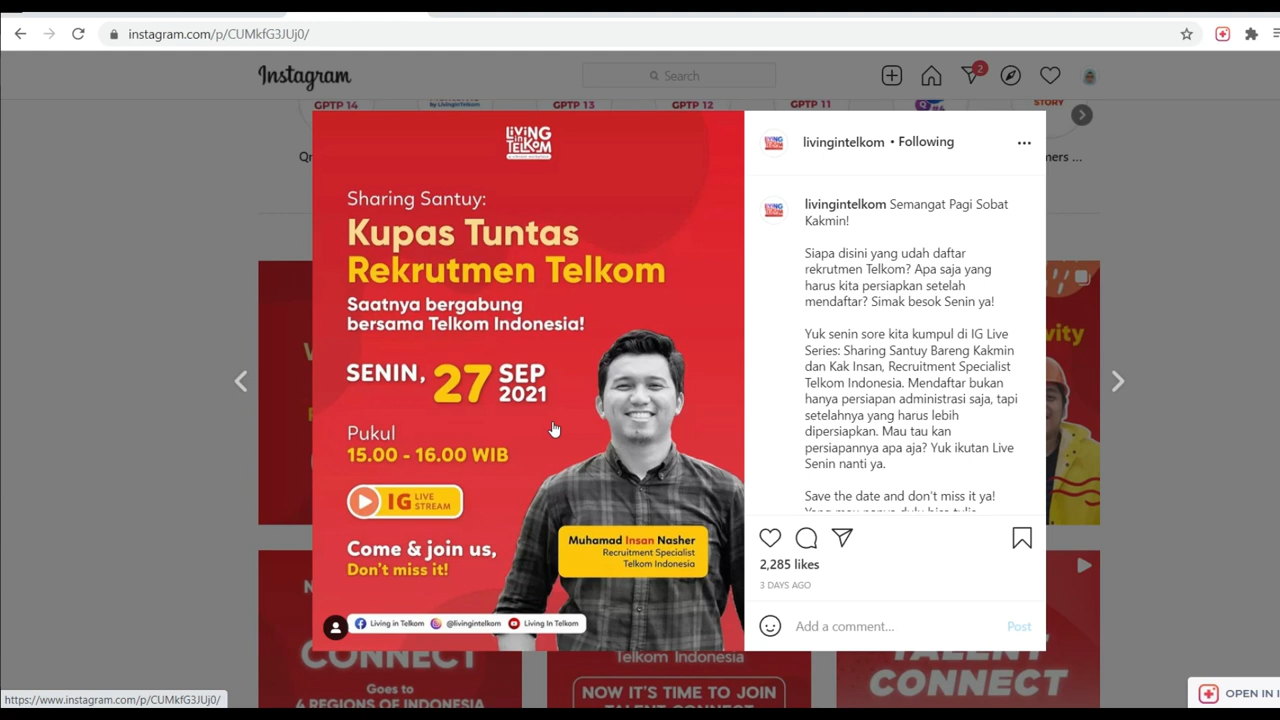 instagram.com/p/CUMkfG3JUj0/
Instagram
Search
2
GPTP 14
by LivinginTelkom
GPTP 13
GPTP 12
GPTP 11
STORY
LiViNG
in
TELKOM
Sharing Santuy:
Kupas Tuntas
Rekrutmen Telkom
Saatnya bergabung
bersama Telkom Indonesia!
SENIN, 27 SEP
2021
Pukul
15.00 - 16.00 WIB
IG LIVE
STREAM
Come & join us,
Don't miss it!
Muhamad Insan Nasher
Recruitment Specialist
Telkom Indonesia
Living in Telkom @livingintelkom Living In Telkom
livingintelkom • Following
livingintelkom Semangat Pagi Sobat
Kakmin!
Siapa disini yang udah daftar
rekrutmen Telkom? Apa saja yang
harus kita persiapkan setelah
mendaftar? Simak besok Senin ya!
Yuk senin sore kita kumpul di IG Live
Series: Sharing Santuy Bareng Kakmin
dan Kak Insan, Recruitment Specialist
Telkom Indonesia. Mendaftar bukan
hanya persiapan administrasi saja, tapi
setelahnya yang harus lebih
dipersiapkan. Mau tau kan
persiapannya apa aja? Yuk ikutan Live
Senin nanti ya.
Save the date and don't miss it ya!
2,285 likes
3 DAYS AGO
Add a comment...
Post
CONNECT
Goes to
4 REGIONS OF INDONESIA
Telkom Indonesia
NOW IT'S TIME TO JOIN
TALENT CONNECT
TALENT
CONNECT
https://www.instagram.com/p/CUMkfG3JUj0/
OPEN IN I